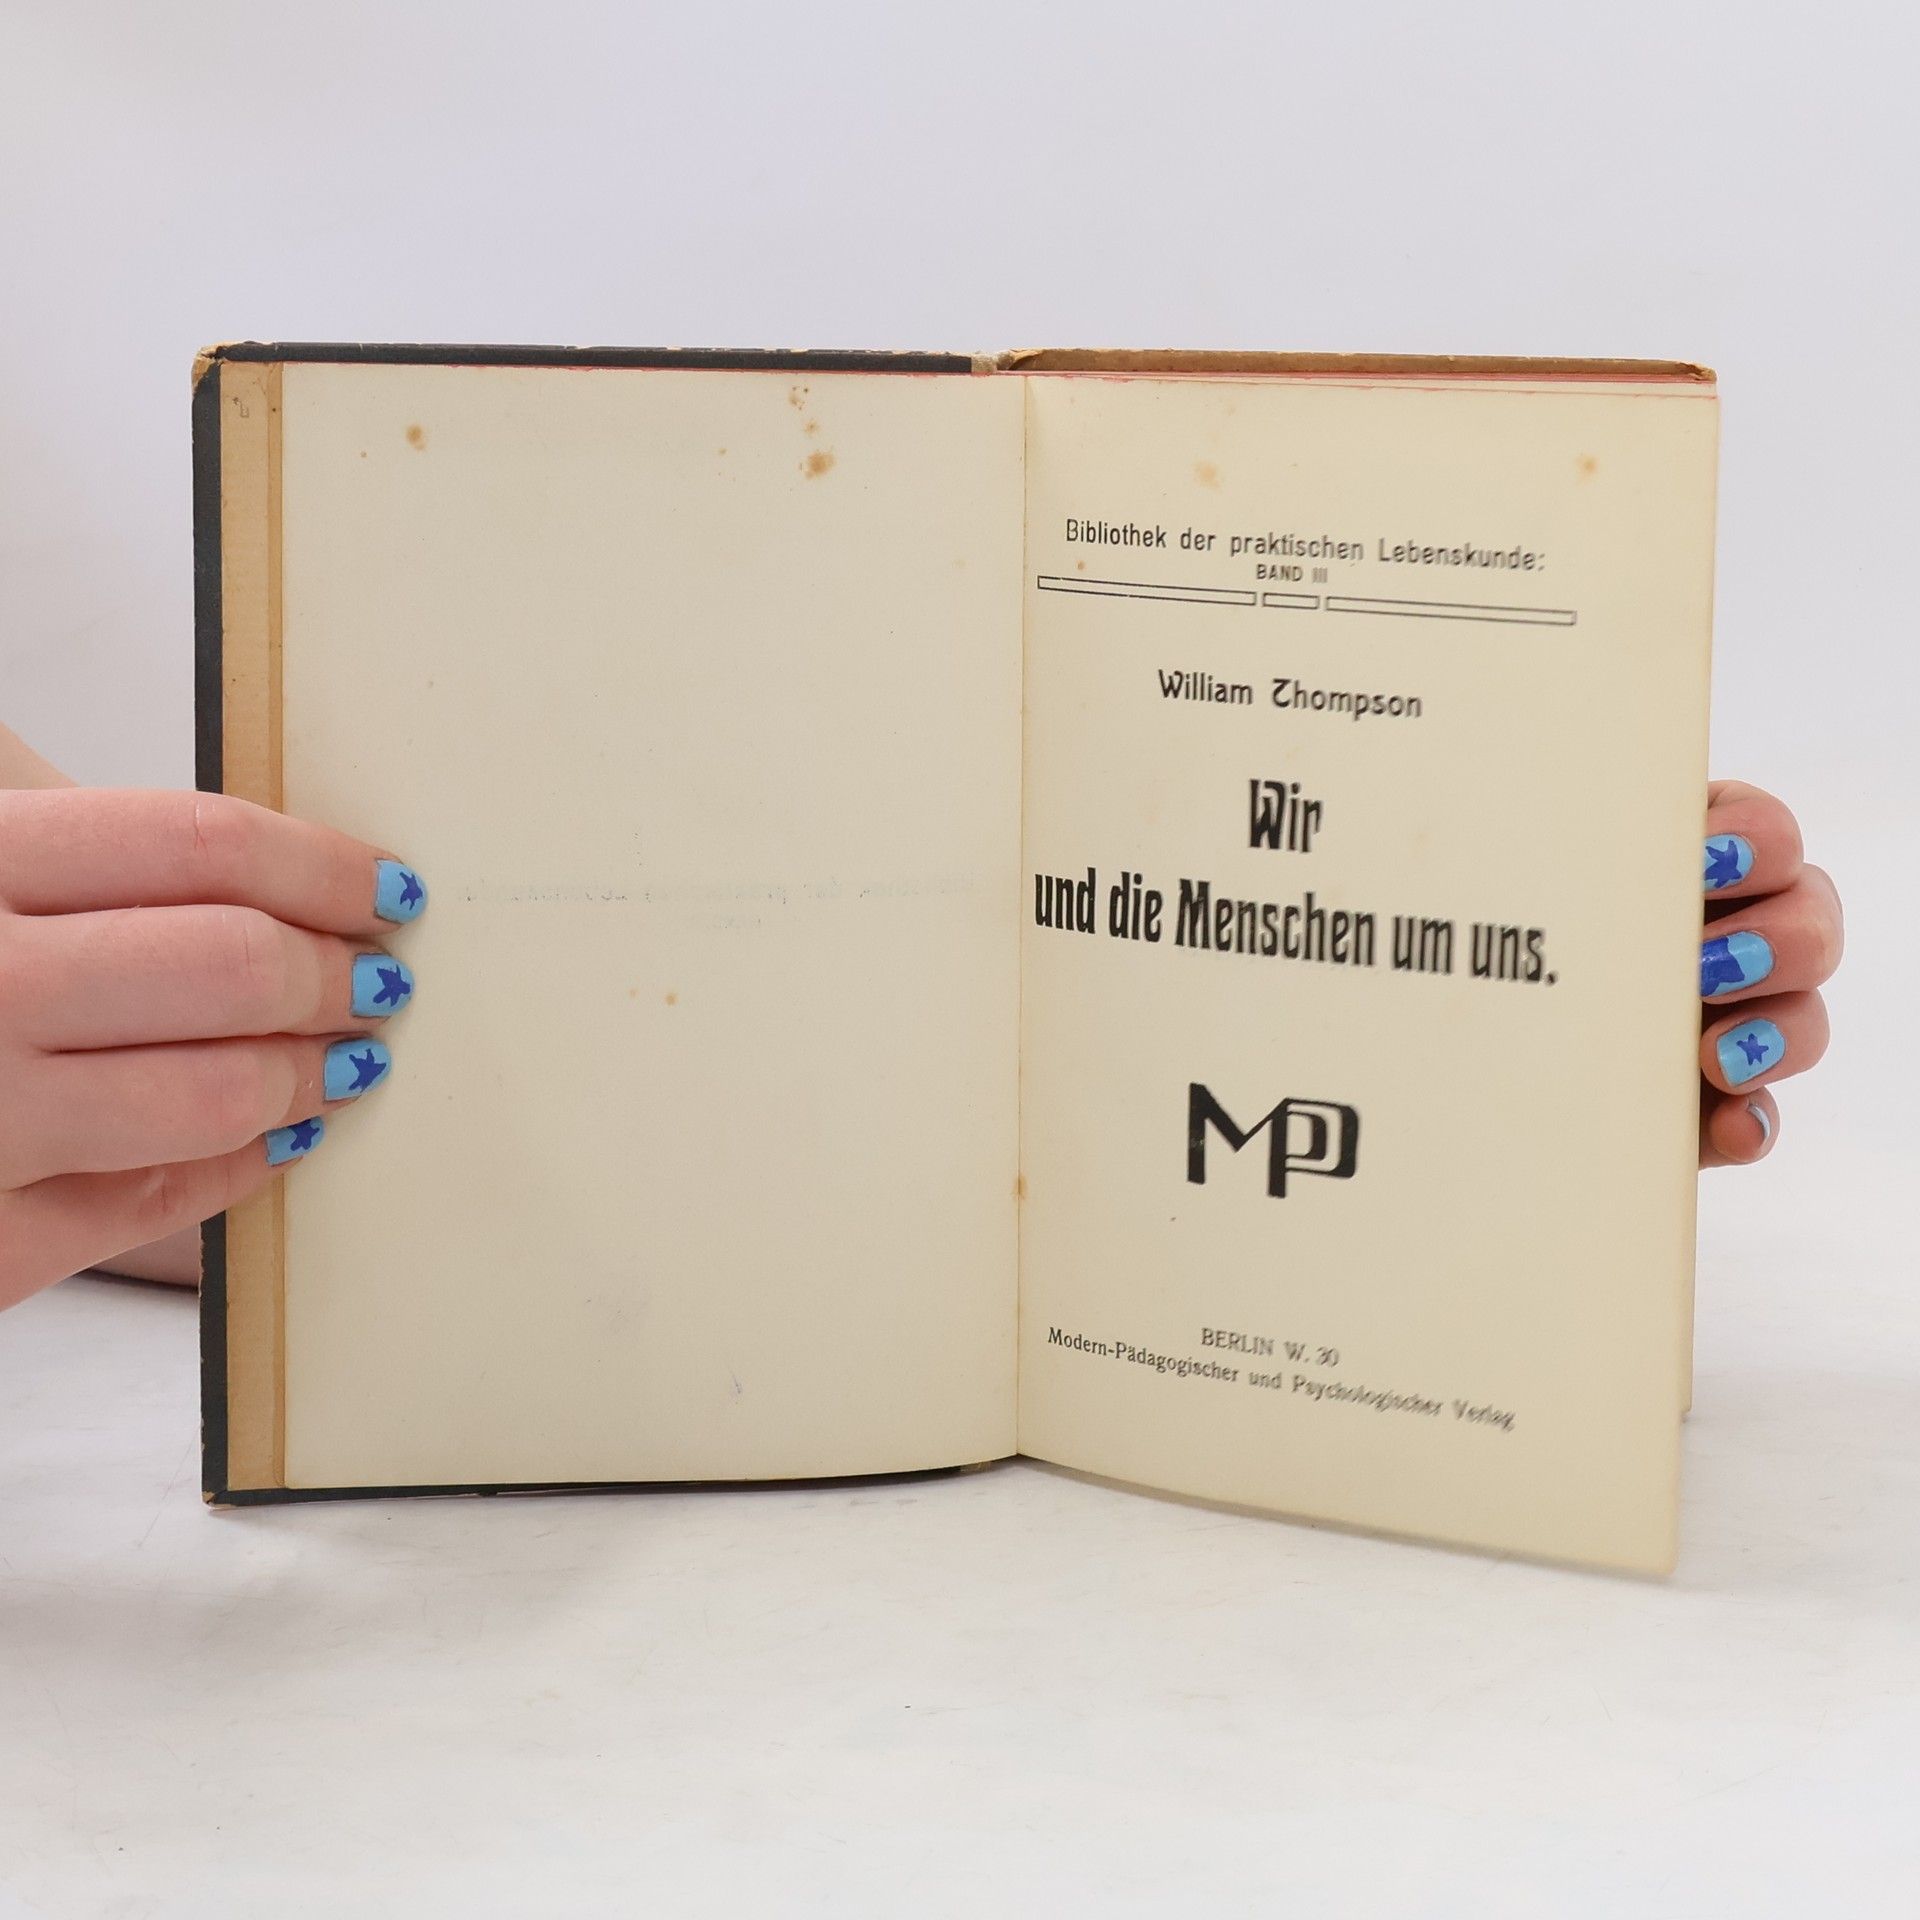 Bibliothek der praktischen Lebenskunde:
BAND III
William Thompson
Wir
und die Menschen um uns.
MP
BERLIN W. 30
Modern-Pädagogischer und Psychologischer Verlag.